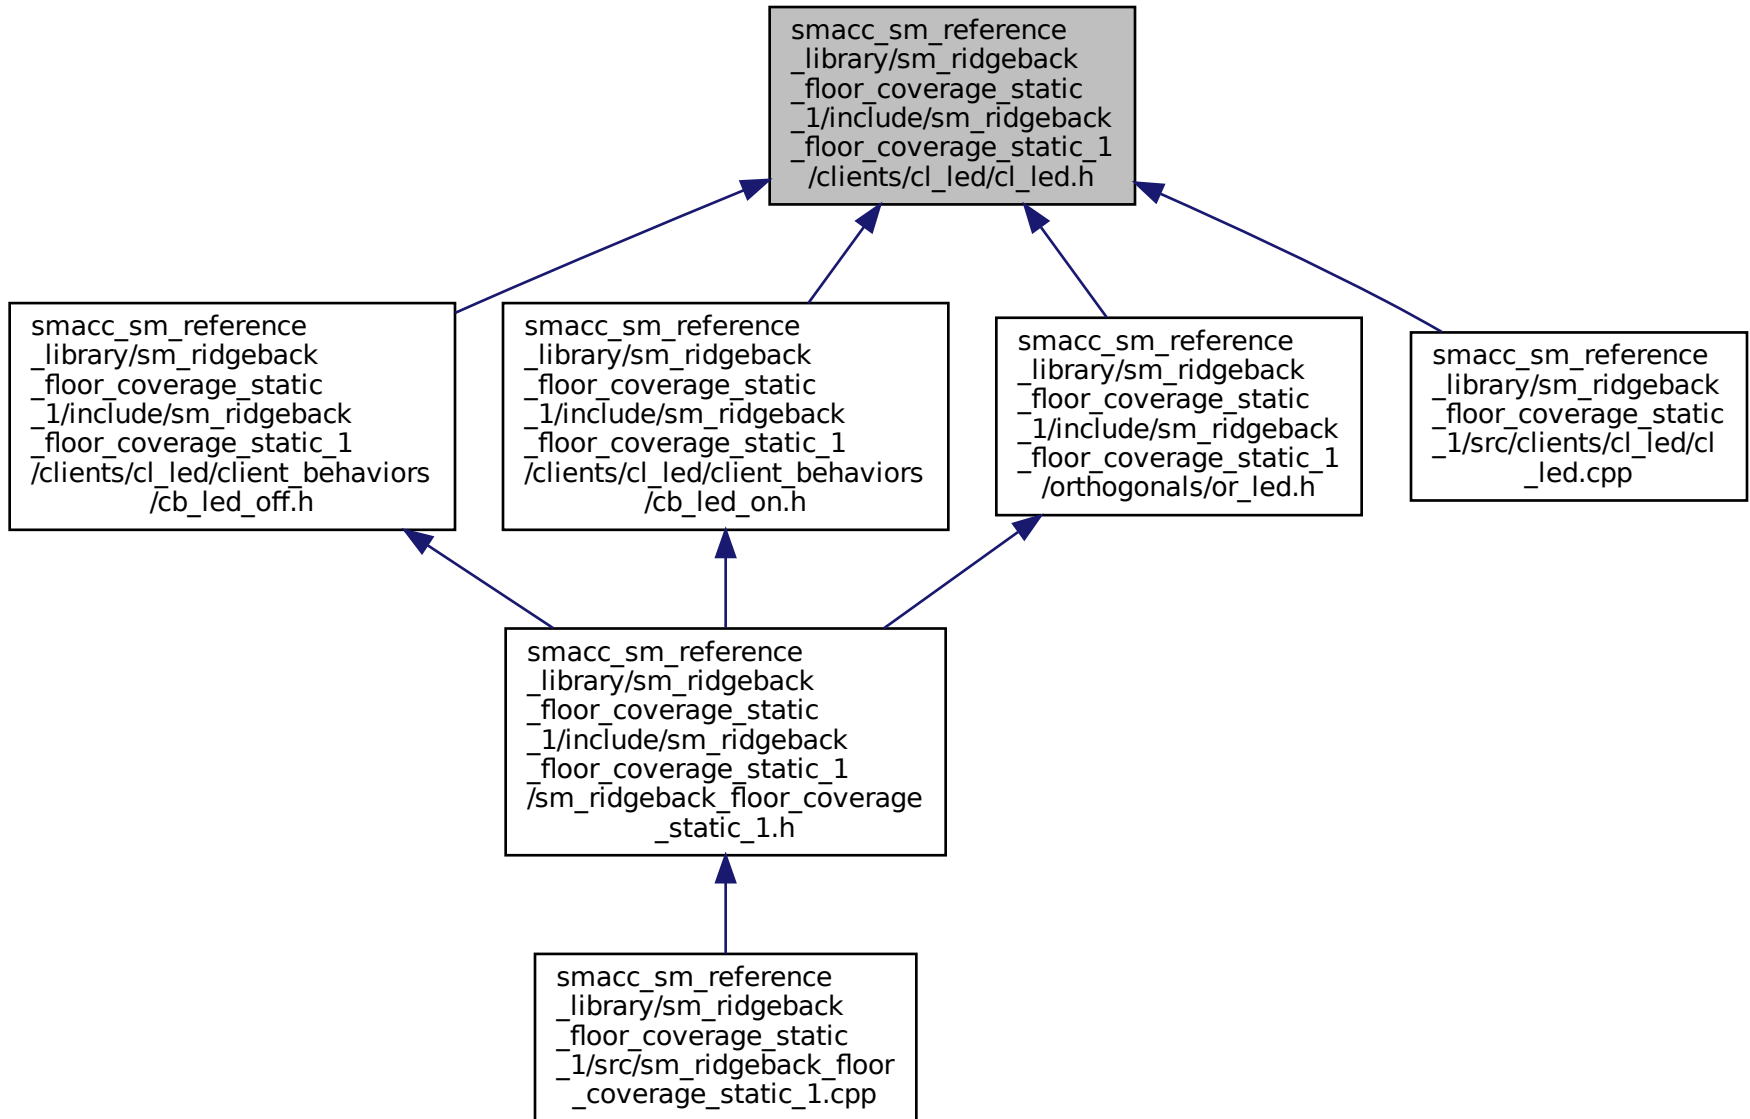 smacc_sm_reference
_library/sm_ridgeback
_floor_coverage_static
_1/include/sm_ridgeback
_floor_coverage_static_1
/clients/cl_led/cl_led.h
smacc_sm_reference
_library/sm_ridgeback
_floor_coverage_static
_1/include/sm_ridgeback
_floor_coverage_static_1
/clients/cl_led/client_behaviors
/cb_led_off.h
smacc_sm_reference
_library/sm_ridgeback
_floor_coverage_static
_1/include/sm_ridgeback
_floor_coverage_static_1
/clients/cl_led/client_behaviors
/cb_led_on.h
smacc_sm_reference
_library/sm_ridgeback
_floor_coverage_static
_1/include/sm_ridgeback
_floor_coverage_static_1
/orthogonals/or_led.h
smacc_sm_reference
_library/sm_ridgeback
_floor_coverage_static
_1/src/clients/cl_led/cl
_led.cpp
smacc_sm_reference
_library/sm_ridgeback
_floor_coverage_static
_1/include/sm_ridgeback
_floor_coverage_static_1
/sm_ridgeback_floor_coverage
_static_1.h
smacc_sm_reference
_library/sm_ridgeback
_floor_coverage_static
_1/src/sm_ridgeback_floor
_coverage_static_1.cpp